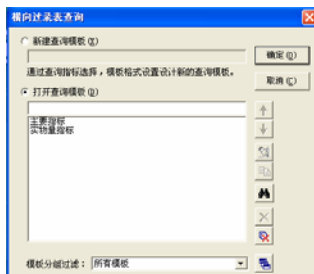 横向过录表查询
新建查询模板(X)
确定(O)
通过查询指标选择，模板格式设置设计新的查询模板。
取消(C)
打开查询模板(Q)
主要指标
实物量指标
模板分组过滤：所有模板